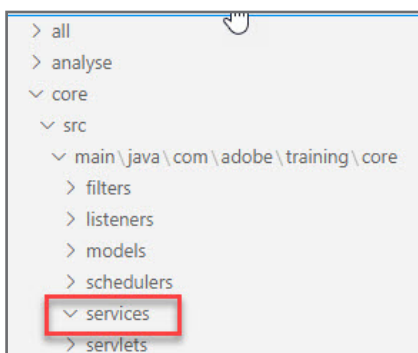 all
analyse
core
src
main\java\com\adobe\training\core
filters
listeners
models
schedulers
services
servlets